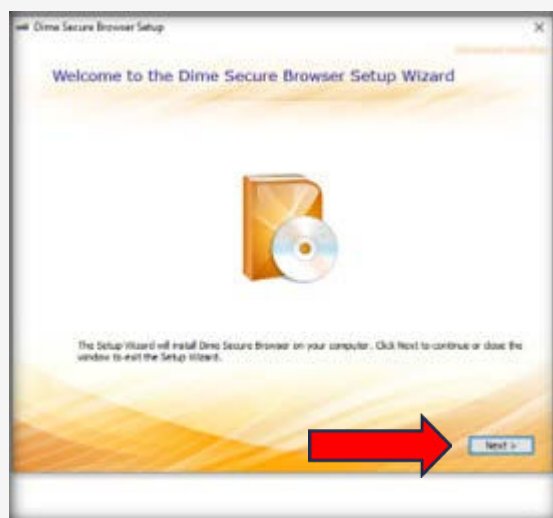 Dime Secure Browser Setup
Welcome to the Dime Secure Browser Setup Wizard
The Setup Wizard will install Dime Secure Browser on your computer. Click Next to continue or close the
window to exit the Setup Wizard.
Next >